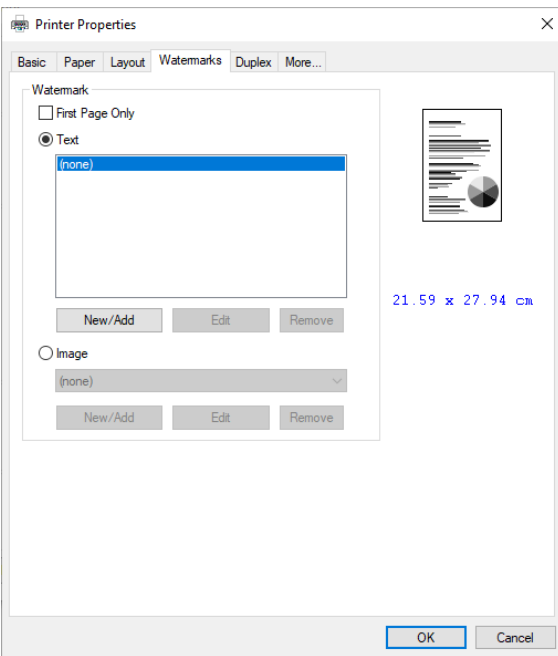 Printer Properties
Basic Paper Layout Watermarks Duplex More...
Watermark
First Page Only
Text
(none)
New/Add Edit Remove
21.59 x 27.94 cm
Image
(none)
New/Add Edit Remove
OK Cancel